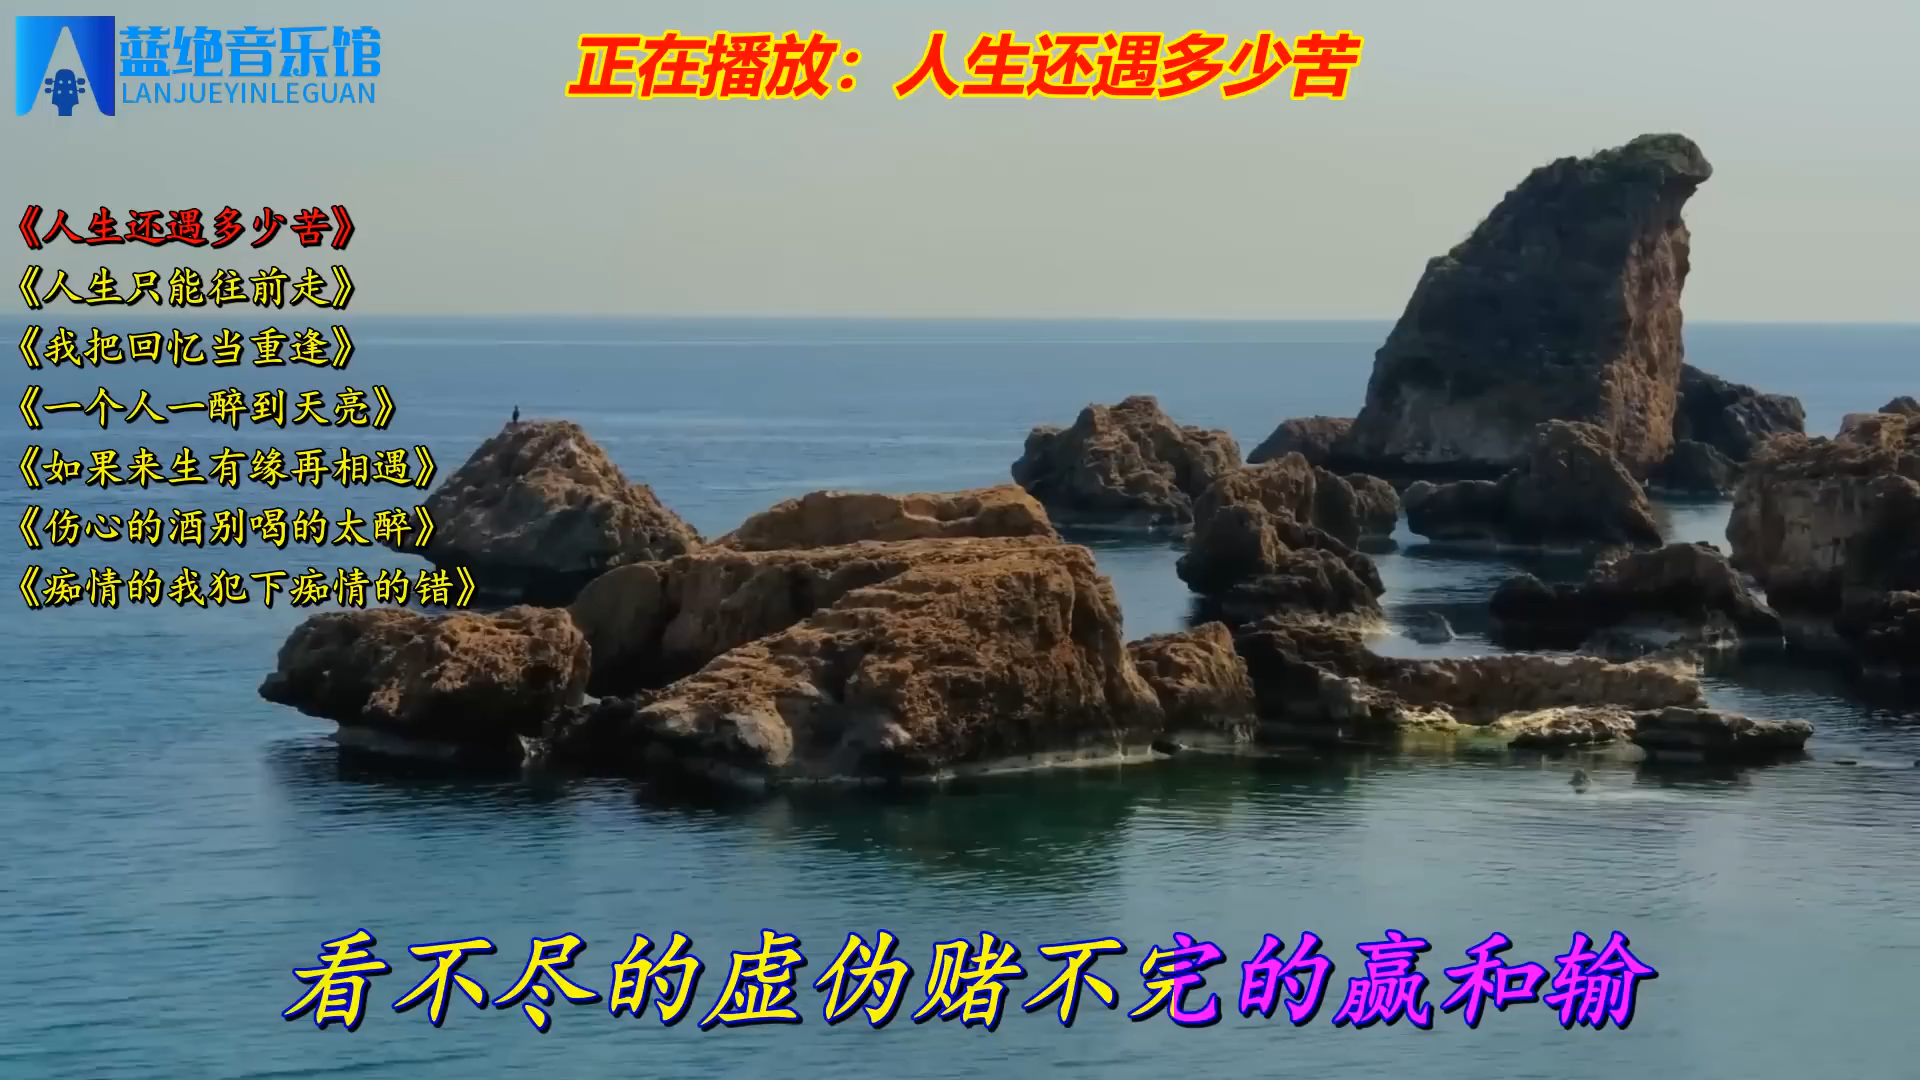 蓝绝音乐馆
LANJUEYINLEGUAN
正在播放：人生还遇多少苦
《人生还遇多少苦》
《人生只能往前走》
《我把回忆当重逢》
《一个人一醉到天亮》
《如果来生有缘再相遇》
《伤心的酒别喝的太醉》
《痴情的我犯下痴情的错》
看不尽的虚伪赌不完的赢和输